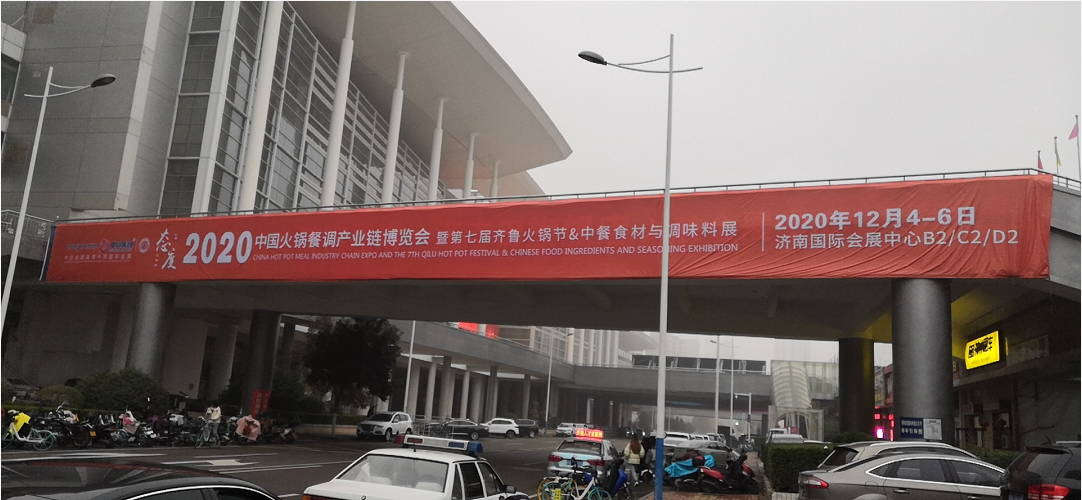 态度
2020
中国火锅餐调产业链博览会 暨第七届齐鲁火锅节&中餐食材与调味料展
CHINA HOT POT MEAL INDUSTRY CHAIN EXPO AND THE 7TH QILU HOT POT FESTIVAL & CHINESE FOOD INGREDIENTS AND SEASONING EXHIBITION
2020年12月4-6日
济南国际会展中心B2/C2/D2